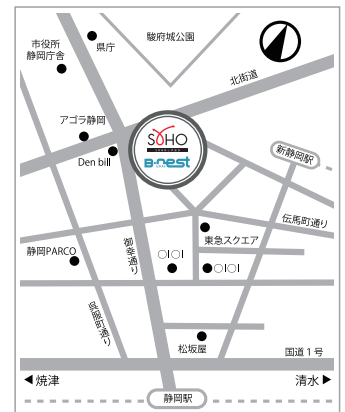 駿府城公園
県庁
市役所
静岡庁舎
北街道
アゴラ静岡
SOHO
Den bill
B-nest
新静岡駅
伝馬町通り
東急スクエア
御幸通り
静岡PARCO
OIOI
OIOI
呉服町通り
松坂屋
国道1号
焼津
清水
静岡駅